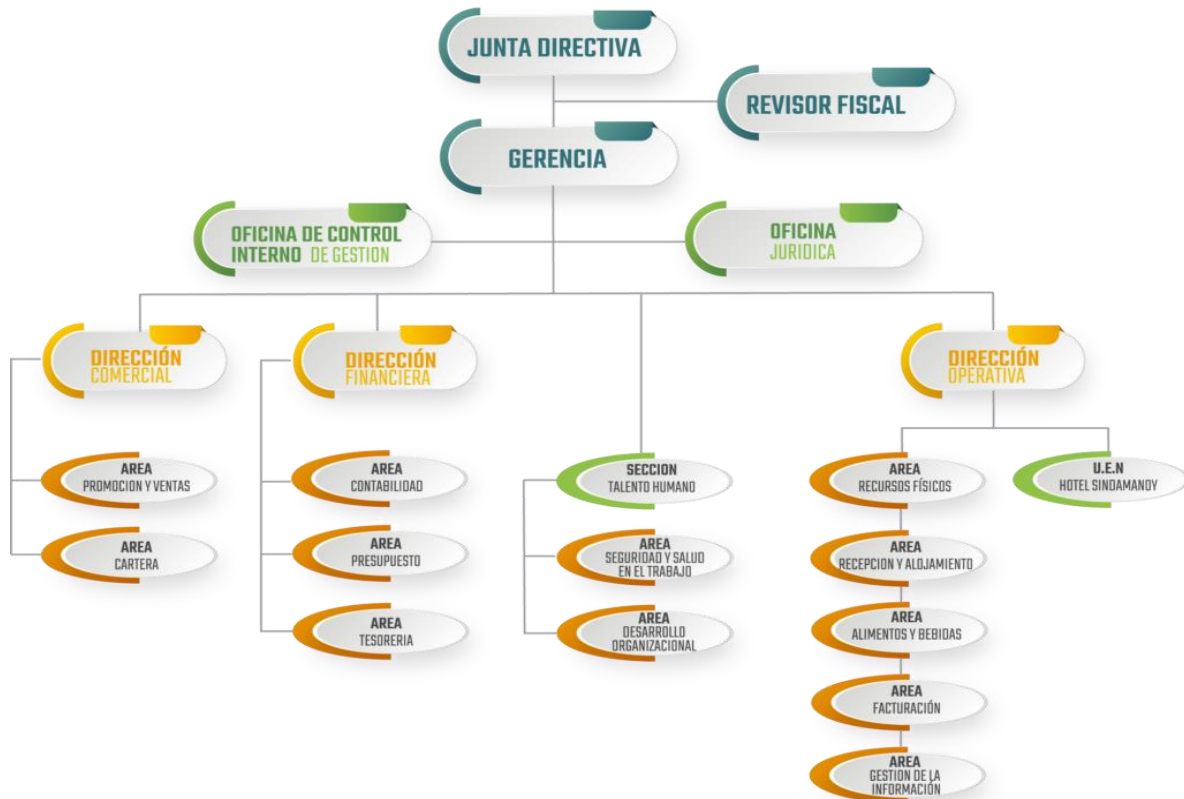 JUNTA DIRECTIVA
REVISOR FISCAL
GERENCIA
OFICINA DE CONTROL
INTERNO DE GESTION
OFICINA
JURIDICA
DIRECCIÓN
COMERCIAL
DIRECCIÓN
FINANCIERA
DIRECCIÓN
OPERATIVA
AREA
PROMOCION Y VENTAS
AREA
CARTERA
AREA
CONTABILIDAD
AREA
PRESUPUESTO
AREA
TESORERIA
SECCION
TALENTO HUMANO
AREA
SEGURIDAD Y SALUD
EN EL TRABAJO
AREA
DESARROLLO
ORGANIZACIONAL
AREA
RECURSOS FÍSICOS
AREA
RECEPCION Y ALOJAMIENTO
AREA
ALIMENTOS Y BEBIDAS
AREA
FACTURACIÓN
AREA
GESTION DE LA
INFORMACIÓN
U.E.N
HOTEL SINDAMANOY